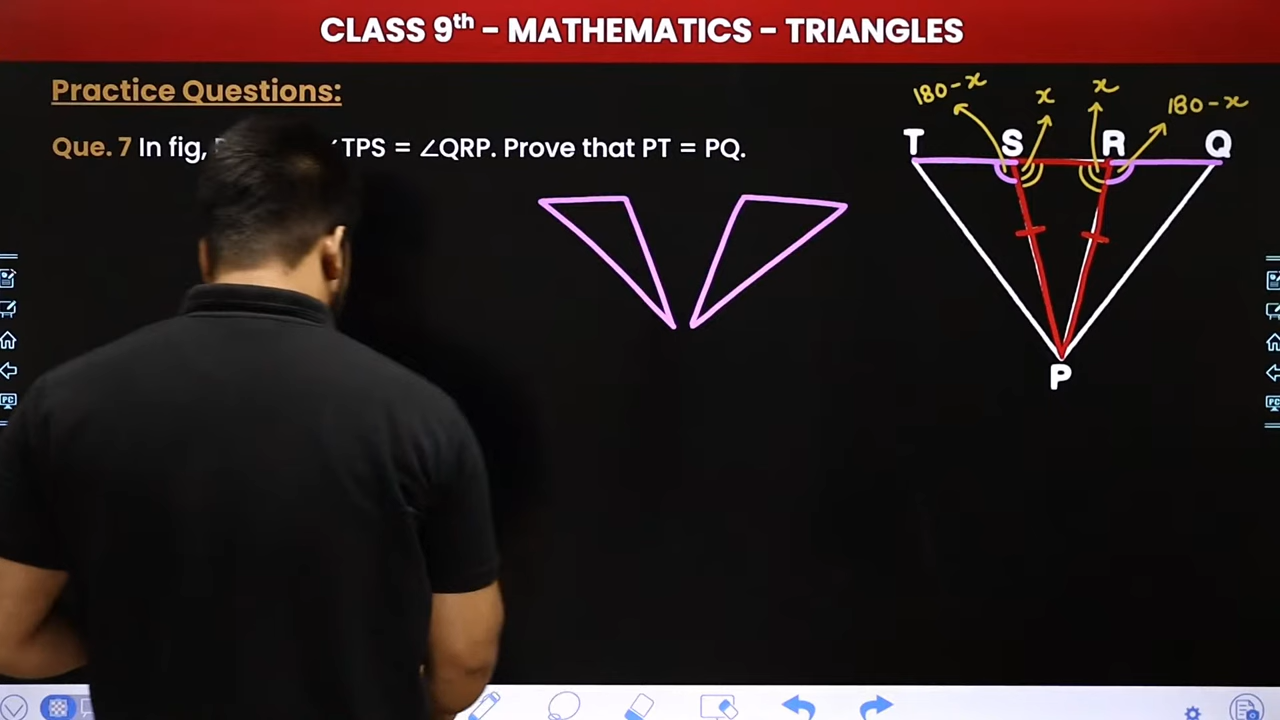 CLASS 9th - MATHEMATICS - TRIANGLES
Practice Questions:
Que. 7 In fig, TPS = ∠QRP. Prove that PT = PQ.
180-x x x 180-x
T S R Q
P